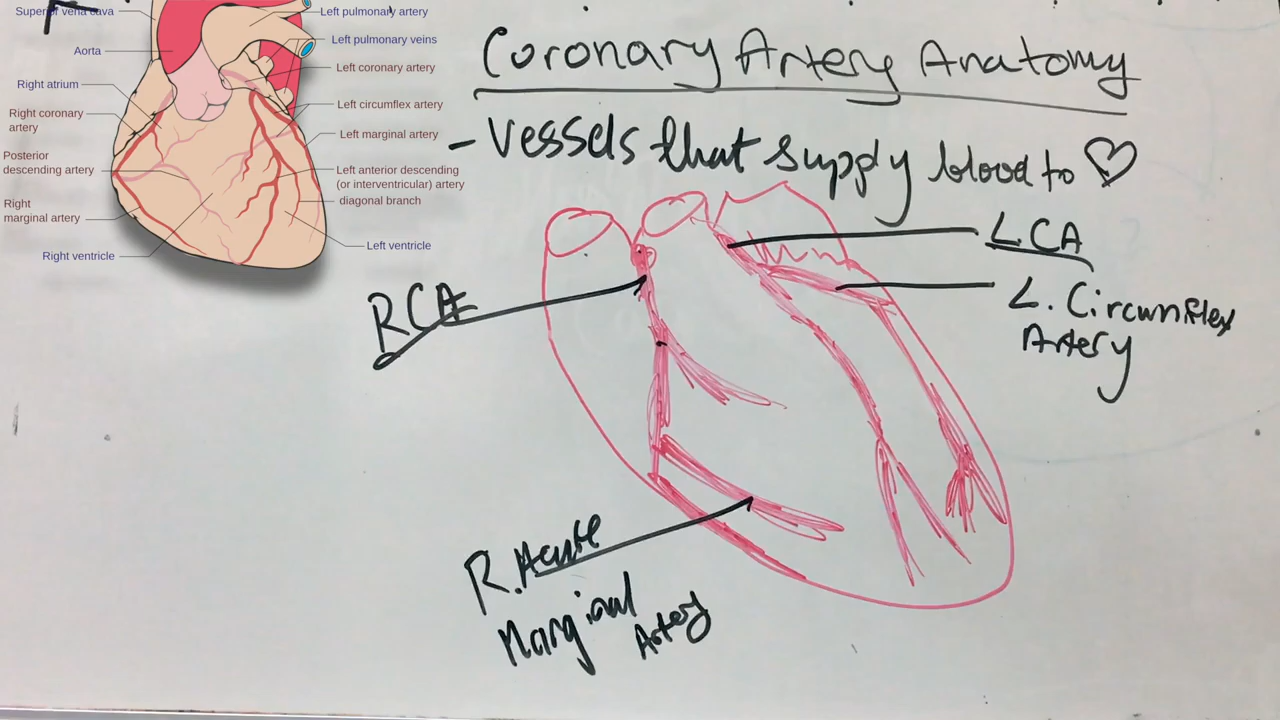 Superior vena cava
Aorta
Right atrium
Right coronary
artery
Posterior
descending artery
Right
marginal artery
Right ventricle
Left pulmonary artery
Left pulmonary veins
Left coronary artery
Left circumflex artery
Left marginal artery
Left anterior descending
(or interventricular) artery
diagonal branch
Left ventricle
Coronary Artery Anatomy
- Vessels that supply blood to ♡
LCA
L. Circumflex
Artery
RCA
R. Acute
Marginal
Artery